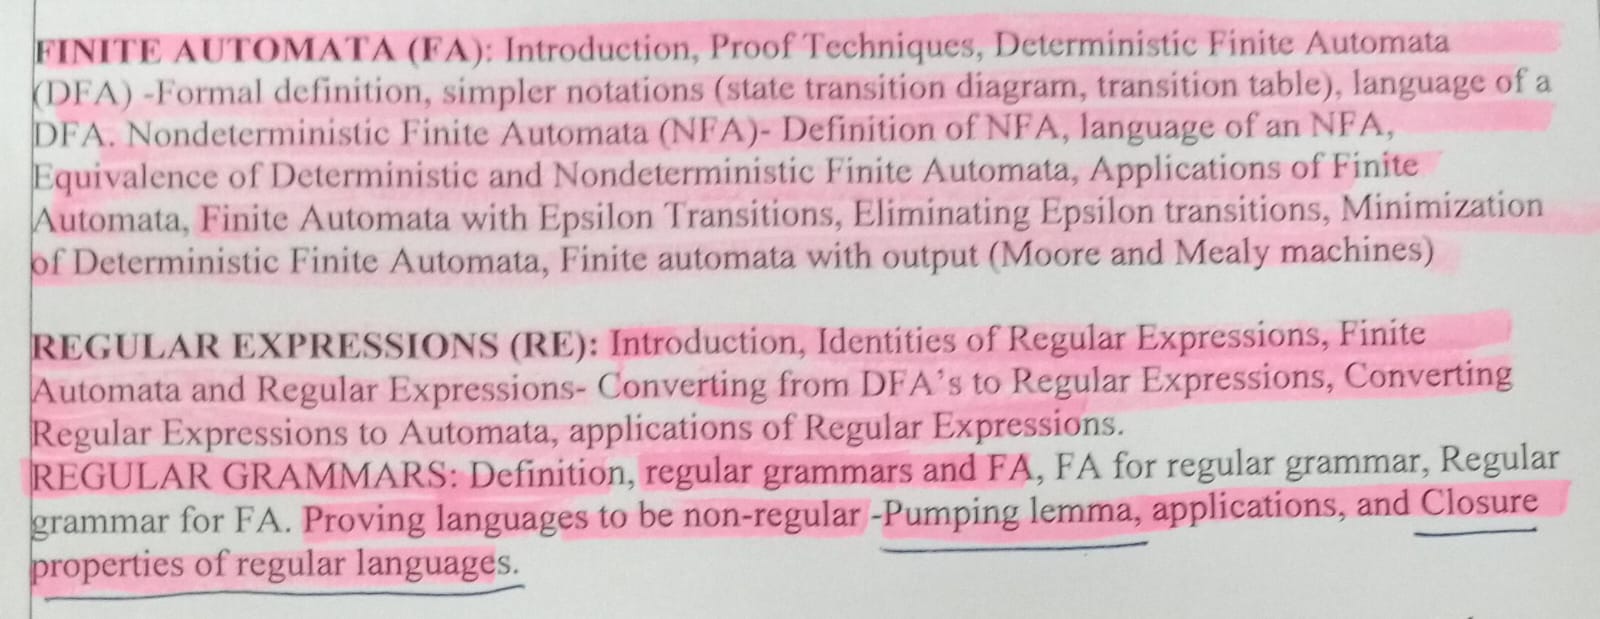 FINITE AUTOMATA (FA): Introduction, Proof Techniques, Deterministic Finite Automata
(DFA) -Formal definition, simpler notations (state transition diagram, transition table), language of a
DFA. Nondeterministic Finite Automata (NFA)- Definition of NFA, language of an NFA,
Equivalence of Deterministic and Nondeterministic Finite Automata, Applications of Finite
Automata, Finite Automata with Epsilon Transitions, Eliminating Epsilon transitions, Minimization
of Deterministic Finite Automata, Finite automata with output (Moore and Mealy machines)
REGULAR EXPRESSIONS (RE): Introduction, Identities of Regular Expressions, Finite
Automata and Regular Expressions- Converting from DFA's to Regular Expressions, Converting
Regular Expressions to Automata, applications of Regular Expressions.
REGULAR GRAMMARS: Definition, regular grammars and FA, FA for regular grammar, Regular
grammar for FA. Proving languages to be non-regular -Pumping lemma, applications, and Closure
properties of regular languages.